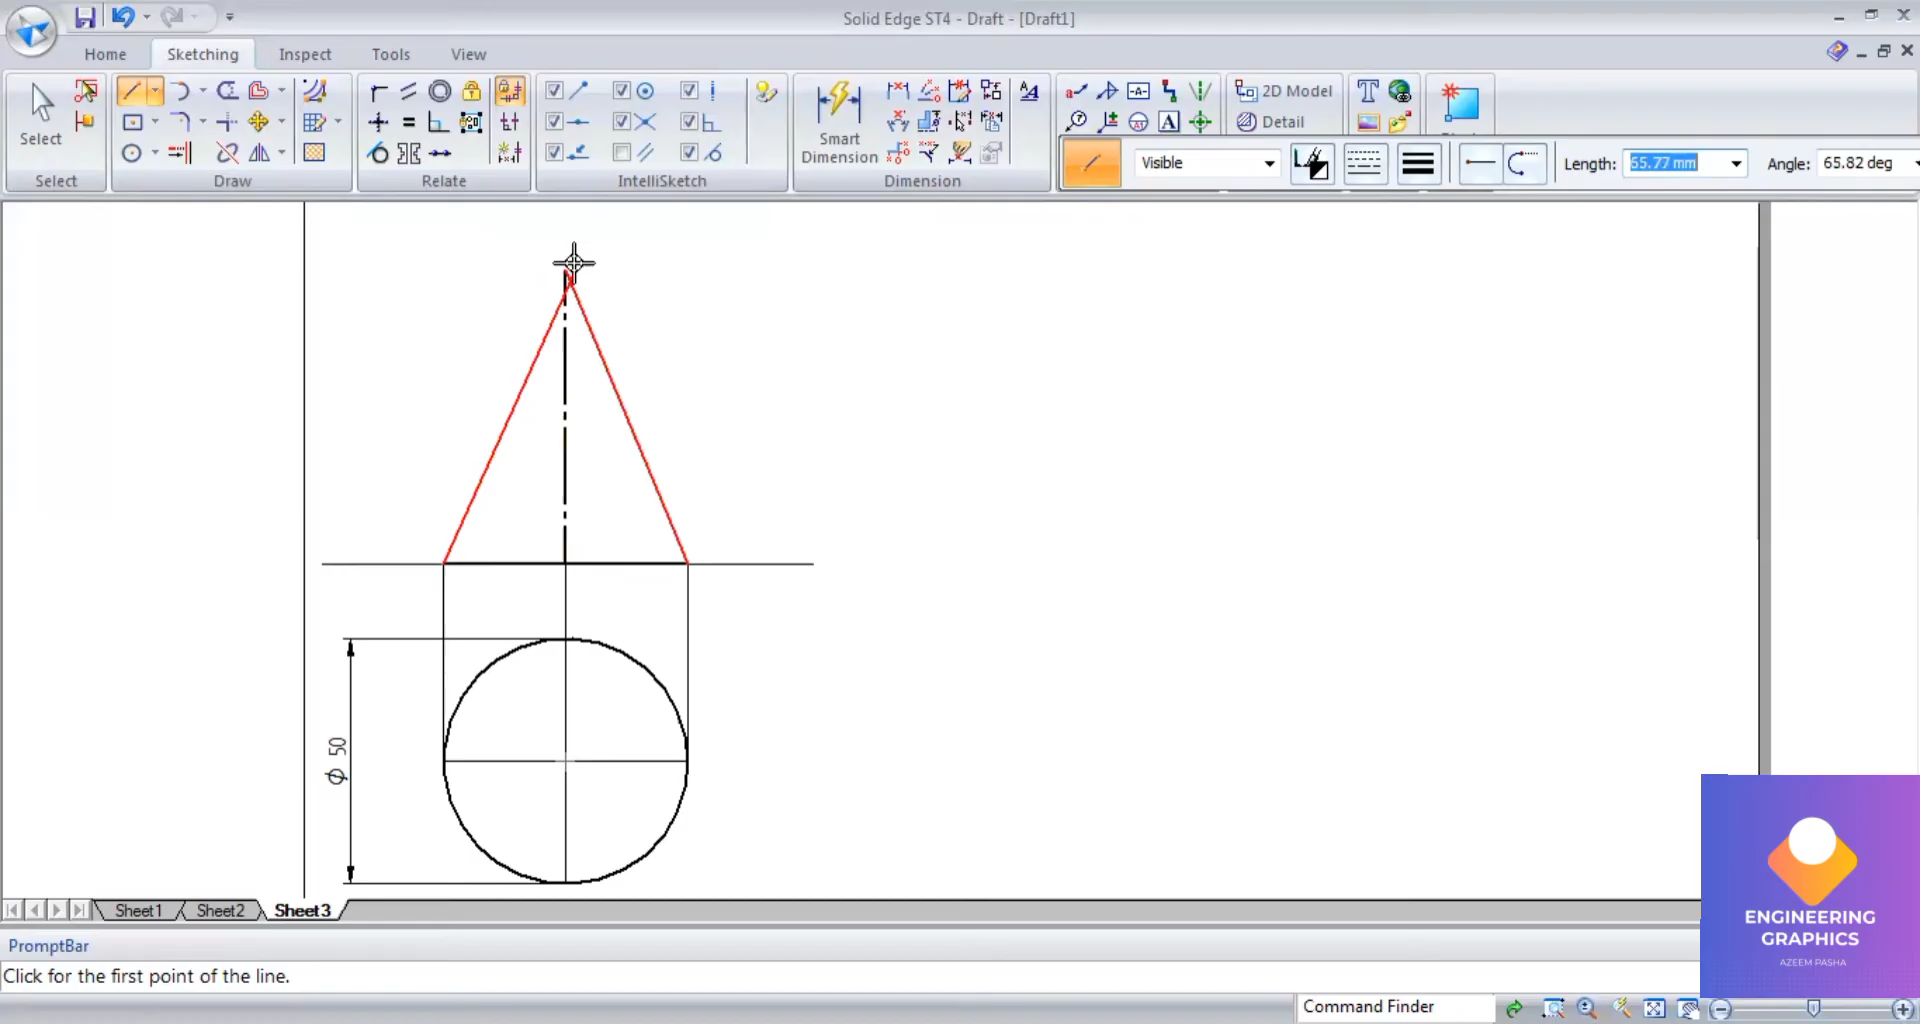 Solid Edge ST4 - Draft - [Draft1]
Home
Sketching
Inspect
Tools
View
Select
Smart
Dimension
2D Model
Detail
Visible
Length:
55.77 mm
Angle:
65.82 deg
Select
Draw
Relate
IntelliSketch
Dimension
ϕ 50
Sheet1
Sheet2
Sheet3
ENGINEERING
GRAPHICS
AZEEM PASHA
PromptBar
Click for the first point of the line.
Command Finder